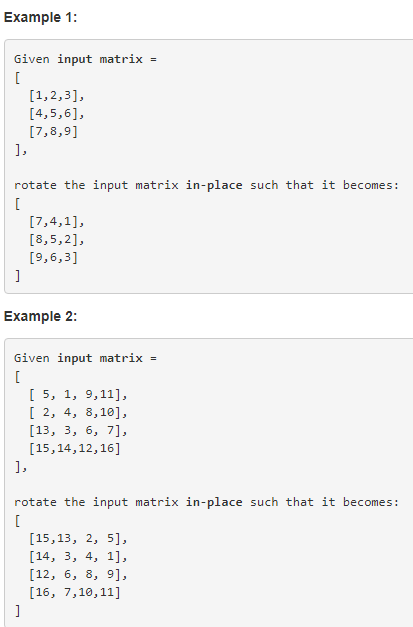 Example 1:
Given input matrix =
[
  [1,2,3],
  [4,5,6],
  [7,8,9]
],
rotate the input matrix in-place such that it becomes:
[
  [7,4,1],
  [8,5,2],
  [9,6,3]
]
Example 2:
Given input matrix =
[
  [ 5, 1, 9,11],
  [ 2, 4, 8,10],
  [13, 3, 6, 7],
  [15,14,12,16]
],
rotate the input matrix in-place such that it becomes:
[
  [15,13, 2, 5],
  [14, 3, 4, 1],
  [12, 6, 8, 9],
  [16, 7,10,11]
]